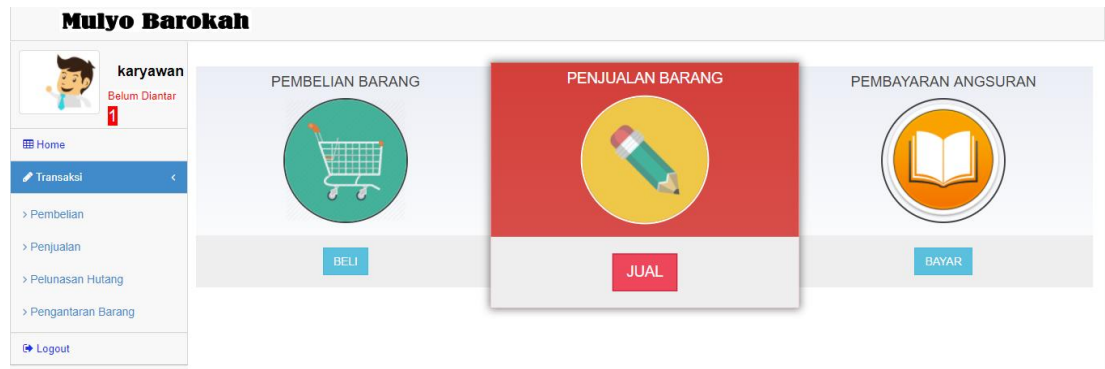 Mulyo Barokah
karyawan
Belum Diantar
1
Home
Transaksi
> Pembelian
> Penjualan
> Pelunasan Hutang
> Pengantaran Barang
Logout
PEMBELIAN BARANG
BELI
PENJUALAN BARANG
JUAL
PEMBAYARAN ANGSURAN
BAYAR